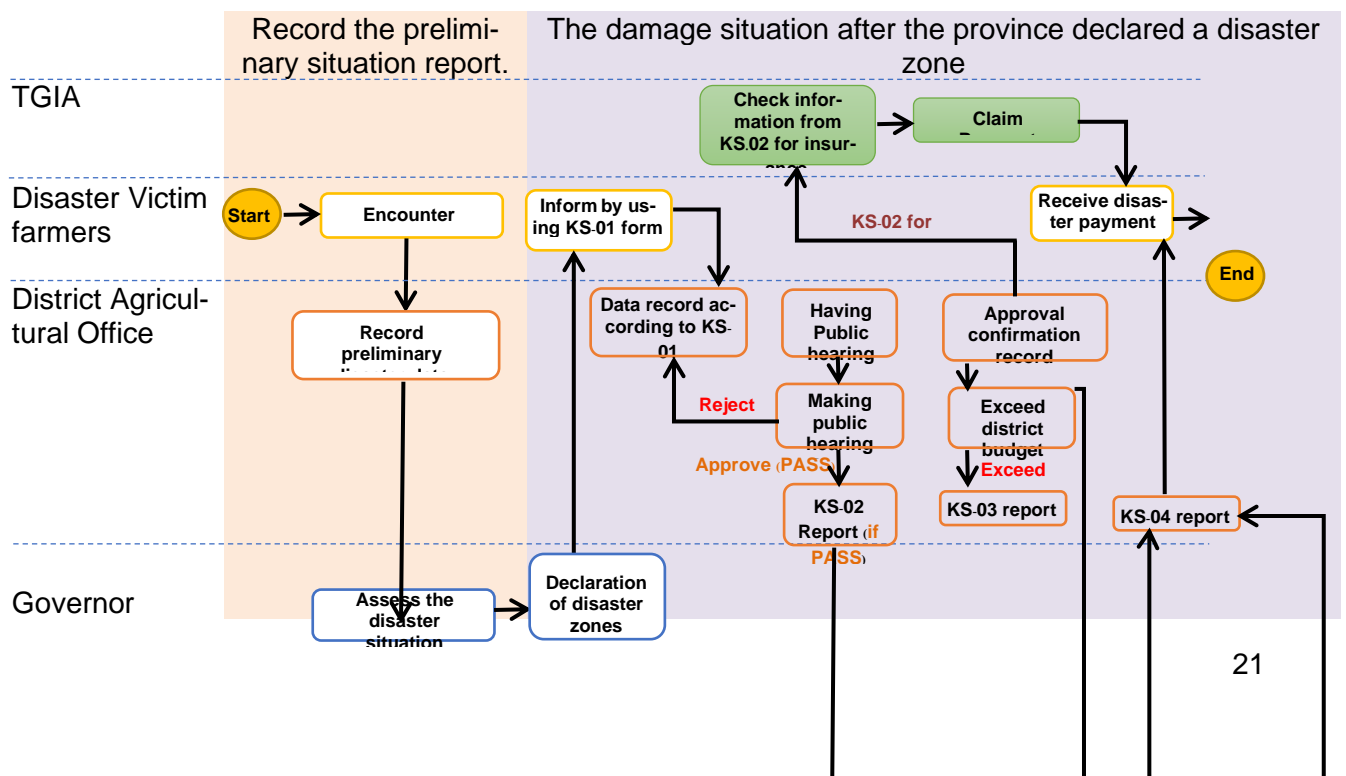 Record the prelimi-
nary situation report.
The damage situation after the province declared a disaster
zone
TGIA
Check infor-
mation from
KS.02 for insur-
ance
Claim
Disaster Victim
farmers
Start
Encounter
Inform by us-
ing KS-01 form
KS-02 for
Receive disas-
ter payment
End
District Agricul-
tural Office
Record
preliminary
Data record ac-
cording to KS-
01
Having
Public
hearing
Approval
confirmation
record
Reject
Making
public
hearing
Exceed
district
budget
Approve (PASS)
Exceed
KS-02
Report (if
PASS)
KS-03 report
KS-04 report
Governor
Assess the
disaster
situation
Declaration
of disaster
zones
21